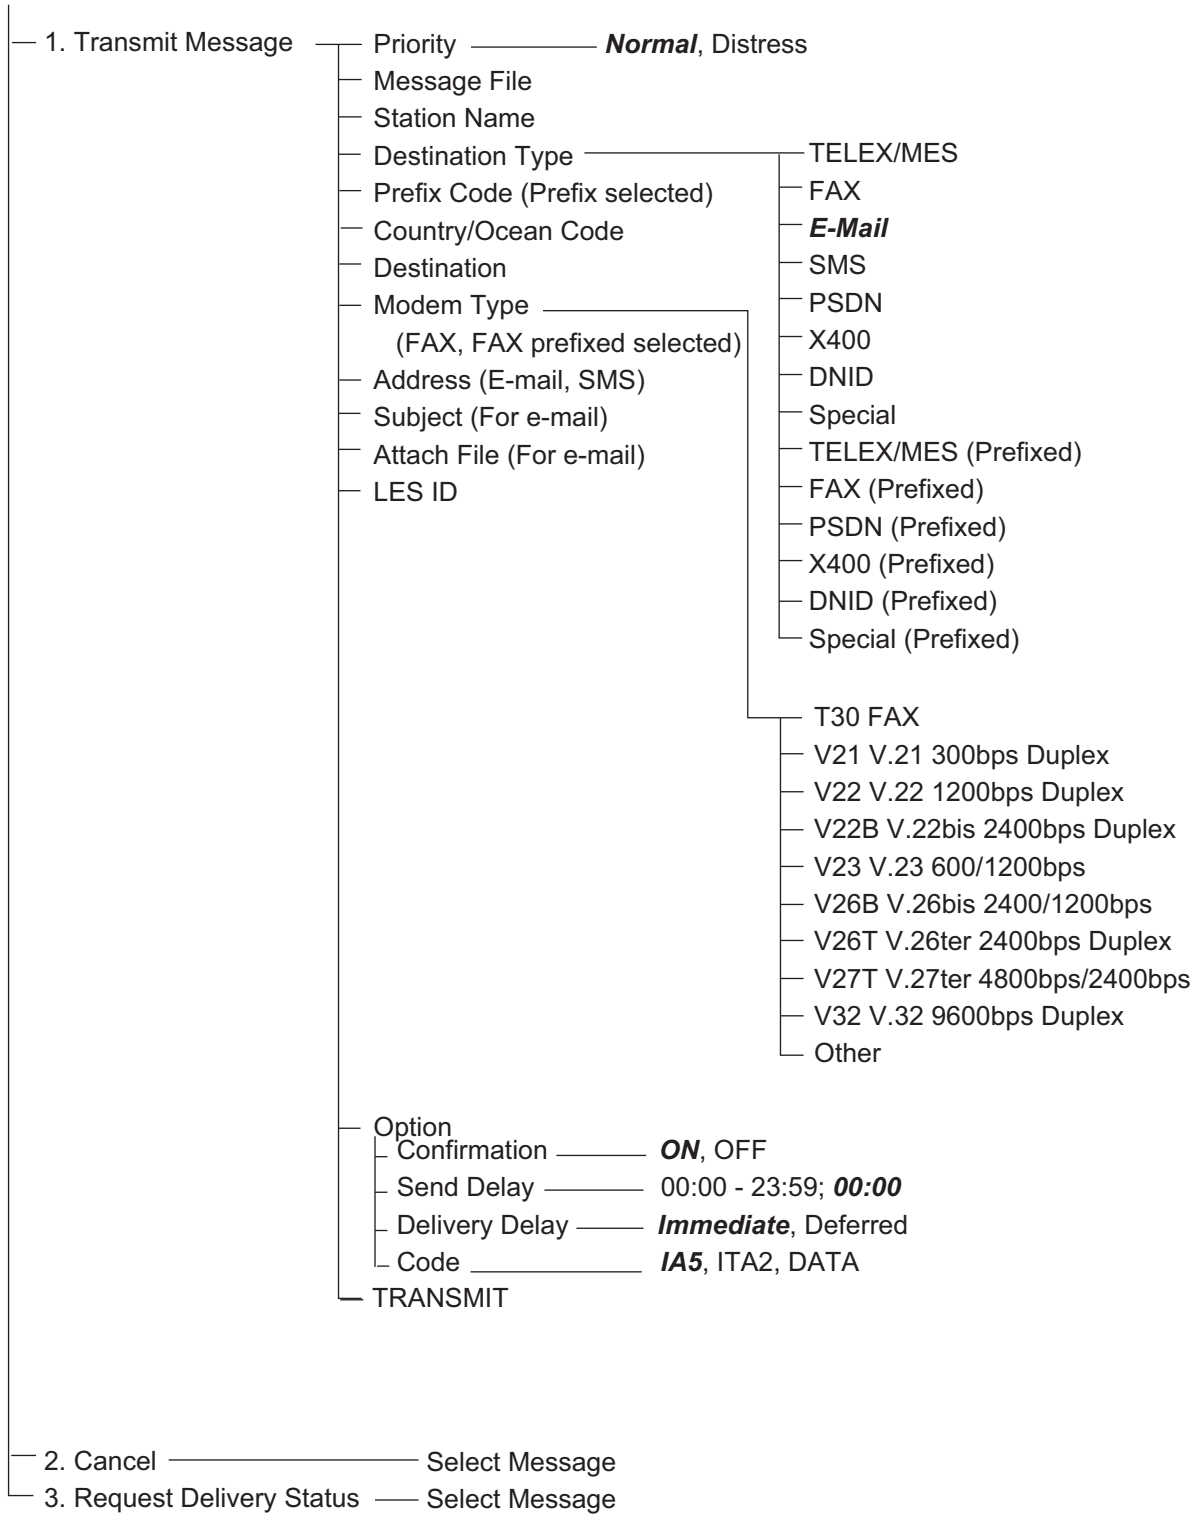 1. Transmit Message
Priority
Normal, Distress
Message File
Station Name
Destination Type
Prefix Code (Prefix selected)
Country/Ocean Code
Destination
Modem Type
(FAX, FAX prefixed selected)
Address (E-mail, SMS)
Subject (For e-mail)
Attach File (For e-mail)
LES ID
TELEX/MES
FAX
E-Mail
SMS
PSDN
X400
DNID
Special
TELEX/MES (Prefixed)
FAX (Prefixed)
PSDN (Prefixed)
X400 (Prefixed)
DNID (Prefixed)
Special (Prefixed)
T30 FAX
V21 V.21 300bps Duplex
V22 V.22 1200bps Duplex
V22B V.22bis 2400bps Duplex
V23 V.23 600/1200bps
V26B V.26bis 2400/1200bps
V26T V.26ter 2400bps Duplex
V27T V.27ter 4800bps/2400bps
V32 V.32 9600bps Duplex
Other
Option
Confirmation ON, OFF
Send Delay 00:00 - 23:59; 00:00
Delivery Delay Immediate, Deferred
Code IA5, ITA2, DATA
TRANSMIT
2. Cancel Select Message
3. Request Delivery Status Select Message